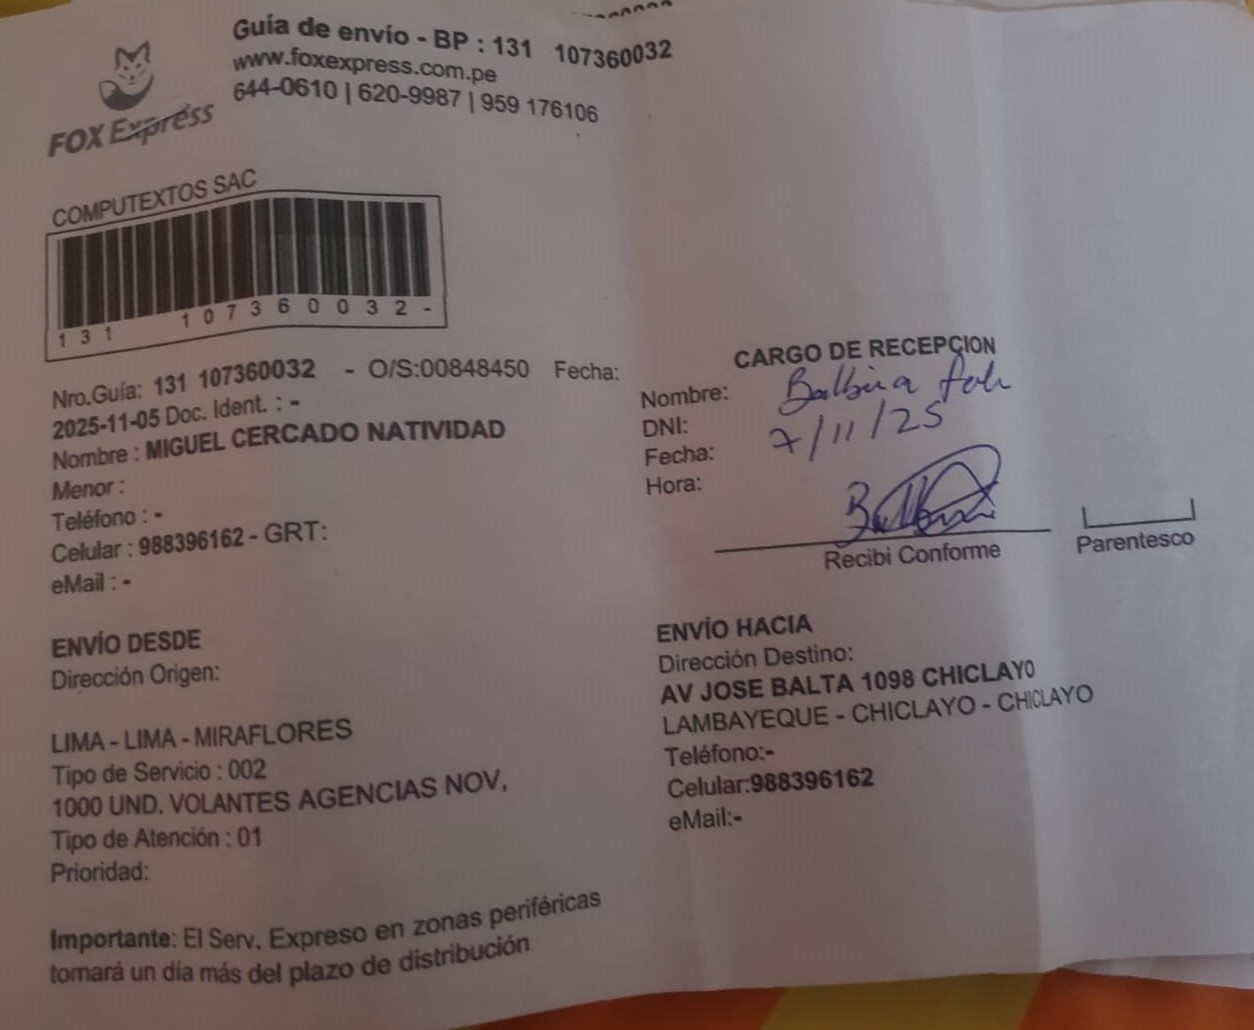 Guía de envío - BP : 131 107360032
www.foxexpress.com.pe
644-0610 | 620-9987 | 959 176106
FOX Express
COMPUTEXTOS SAC
131 107360032-
Nro.Guía: 131 107360032 - O/S:00848450 Fecha:
2025-11-05 Doc. Ident. : -
Nombre : MIGUEL CERCADO NATIVIDAD
Menor :
Teléfono : -
Celular : 988396162 - GRT:
eMail : -
CARGO DE RECEPCION
Nombre: Balbina
DNI:
Fecha: 7/11/25
Hora:
Recibi Conforme
Parentesco
ENVÍO DESDE
Dirección Origen:
LIMA - LIMA - MIRAFLORES
Tipo de Servicio : 002
1000 UND. VOLANTES AGENCIAS NOV,
Tipo de Atención : 01
Prioridad:
ENVÍO HACIA
Dirección Destino:
AV JOSE BALTA 1098 CHICLAYO
LAMBAYEQUE - CHICLAYO - CHICLAYO
Teléfono:-
Celular:988396162
eMail:-
Importante: El Serv. Expreso en zonas periféricas
tomará un día más del plazo de distribución